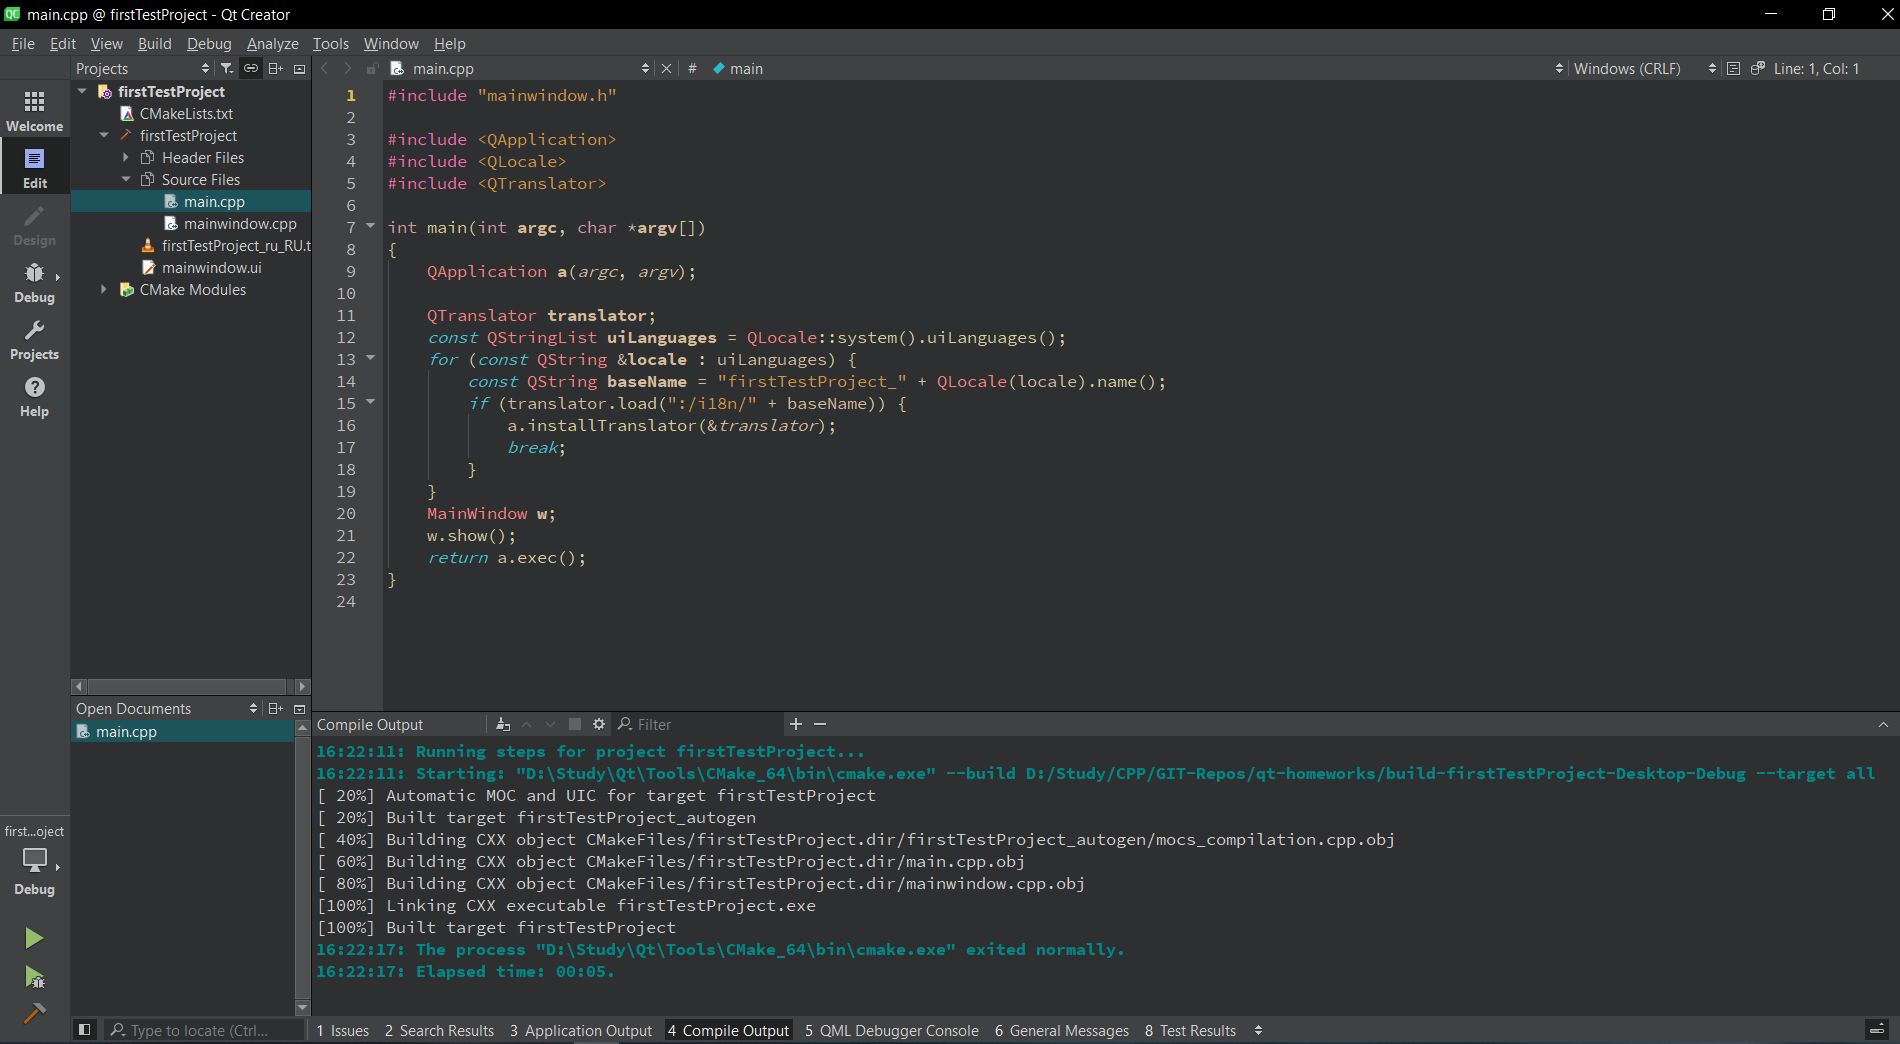 main.cpp @ firstTestProject - Qt Creator
File Edit View Build Debug Analyze Tools Window Help
Projects
main.cpp # main Windows (CRLF) Line: 1, Col: 1
Welcome
Edit
Design
Debug
Projects
Help
firstTestProject
CMakeLists.txt
firstTestProject
Header Files
Source Files
main.cpp
mainwindow.cpp
firstTestProject_ru_RU.t
mainwindow.ui
CMake Modules
1 #include "mainwindow.h"
2
3 #include <QApplication>
4 #include <QLocale>
5 #include <QTranslator>
6
7 int main(int argc, char *argv[])
8 {
9 QApplication a(argc, argv);
10
11 QTranslator translator;
12 const QStringList uiLanguages = QLocale::system().uiLanguages();
13 for (const QString &locale : uiLanguages) {
14 const QString baseName = "firstTestProject_" + QLocale(locale).name();
15 if (translator.load(":/i18n/" + baseName)) {
16 a.installTranslator(&translator);
17 break;
18 }
19 }
20 MainWindow w;
21 w.show();
22 return a.exec();
23 }
24
Open Documents
main.cpp
first...oject
Debug
Compile Output Filter
16:22:11: Running steps for project firstTestProject...
16:22:11: Starting: "D:\Study\Qt\Tools\CMake_64\bin\cmake.exe" --build D:/Study/CPP/GIT-Repos/qt-homeworks/build-firstTestProject-Desktop-Debug --target all
[ 20%] Automatic MOC and UIC for target firstTestProject
[ 20%] Built target firstTestProject_autogen
[ 40%] Building CXX object CMakeFiles/firstTestProject.dir/firstTestProject_autogen/mocs_compilation.cpp.obj
[ 60%] Building CXX object CMakeFiles/firstTestProject.dir/main.cpp.obj
[ 80%] Building CXX object CMakeFiles/firstTestProject.dir/mainwindow.cpp.obj
[100%] Linking CXX executable firstTestProject.exe
[100%] Built target firstTestProject
16:22:17: The process "D:\Study\Qt\Tools\CMake_64\bin\cmake.exe" exited normally.
16:22:17: Elapsed time: 00:05.
Type to locate (Ctrl... 1 Issues 2 Search Results 3 Application Output 4 Compile Output 5 QML Debugger Console 6 General Messages 8 Test Results